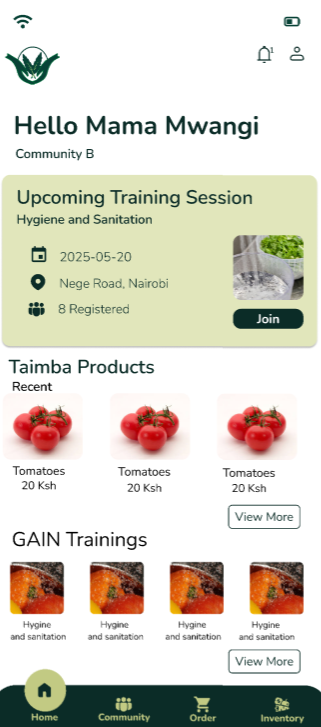 1
Hello Mama Mwangi
Community B
Upcoming Training Session
Hygiene and Sanitation
2025-05-20
Nege Road, Nairobi
8 Registered
Join
Taimba Products
Recent
Tomatoes
20 Ksh
Tomatoes
20 Ksh
Tomatoes
20 Ksh
View More
GAIN Trainings
Hygine
and sanitation
Hygine
and sanitation
Hygine
and sanitation
Hygine
and sanitation
View More
Home
Community
Order
Inventory